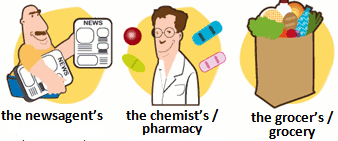 NEWS
NEWS
the newsagent's
the chemist's /
pharmacy
the grocer's /
grocery